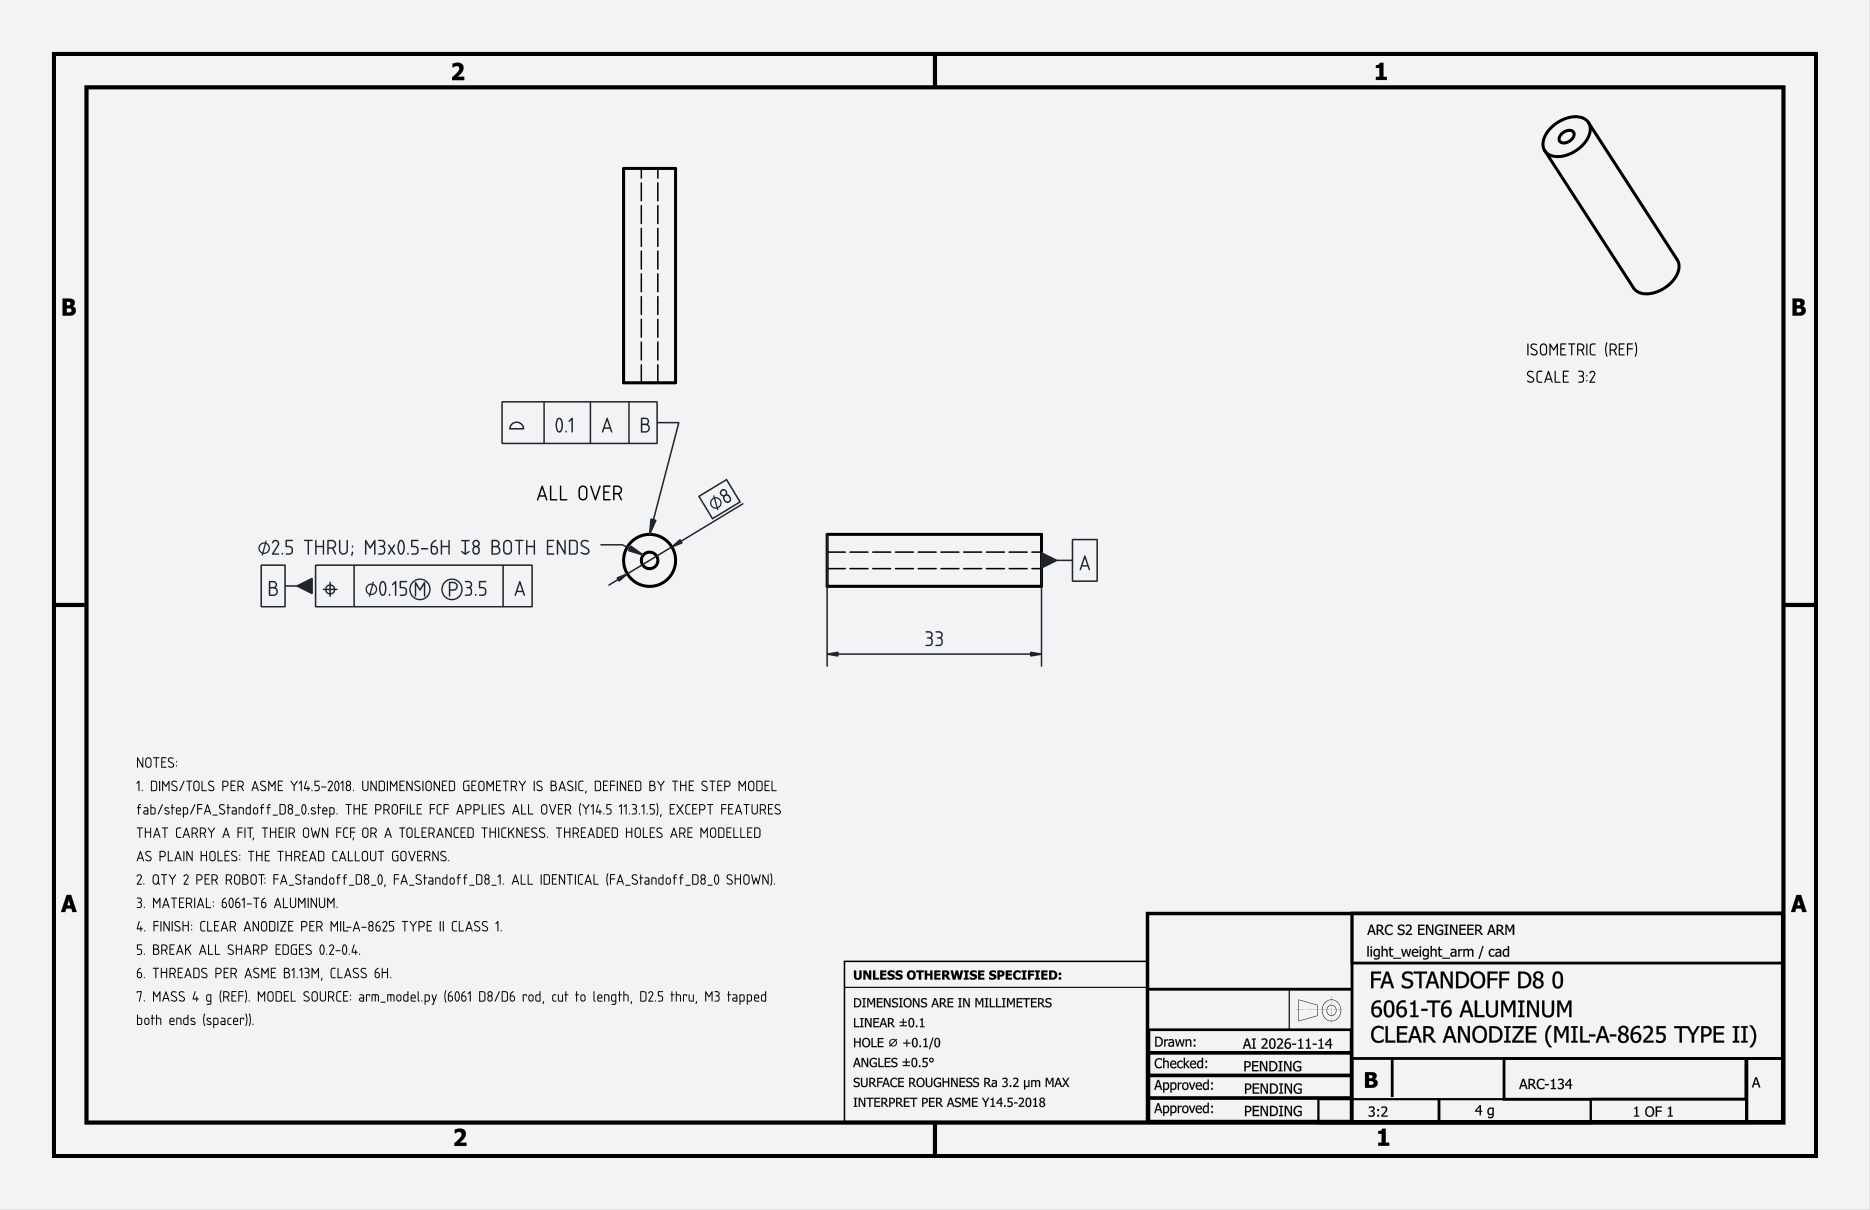 2
1
B
B
ISOMETRIC (REF)
SCALE 3:2
⌓ 0.1 A B
ALL OVER
⌀8
⌀2.5 THRU; M3x0.5-6H ↧8 BOTH ENDS
B ⌖ ⌀0.15Ⓜ Ⓟ3.5 A
A
33
NOTES:
1. DIMS/TOLS PER ASME Y14.5-2018. UNDIMENSIONED GEOMETRY IS BASIC, DEFINED BY THE STEP MODEL
fab/step/FA_Standoff_D8_0.step. THE PROFILE FCF APPLIES ALL OVER (Y14.5 11.3.1.5), EXCEPT FEATURES
THAT CARRY A FIT, THEIR OWN FCF, OR A TOLERANCED THICKNESS. THREADED HOLES ARE MODELLED
AS PLAIN HOLES: THE THREAD CALLOUT GOVERNS.
2. QTY 2 PER ROBOT: FA_Standoff_D8_0, FA_Standoff_D8_1. ALL IDENTICAL (FA_Standoff_D8_0 SHOWN).
3. MATERIAL: 6061-T6 ALUMINUM.
4. FINISH: CLEAR ANODIZE PER MIL-A-8625 TYPE II CLASS 1.
5. BREAK ALL SHARP EDGES 0.2-0.4.
6. THREADS PER ASME B1.13M, CLASS 6H.
7. MASS 4 g (REF). MODEL SOURCE: arm_model.py (6061 D8/D6 rod, cut to length, D2.5 thru, M3 tapped
both ends (spacer)).
A
A
UNLESS OTHERWISE SPECIFIED:
DIMENSIONS ARE IN MILLIMETERS
LINEAR ±0.1
HOLE ⌀ +0.1/0
ANGLES ±0.5°
SURFACE ROUGHNESS Ra 3.2 µm MAX
INTERPRET PER ASME Y14.5-2018
Drawn: AI 2026-11-14
Checked: PENDING
Approved: PENDING
Approved: PENDING
ARC S2 ENGINEER ARM
light_weight_arm / cad
FA STANDOFF D8 0
6061-T6 ALUMINUM
CLEAR ANODIZE (MIL-A-8625 TYPE II)
B ARC-134 A
3:2 4 g 1 OF 1
2
1